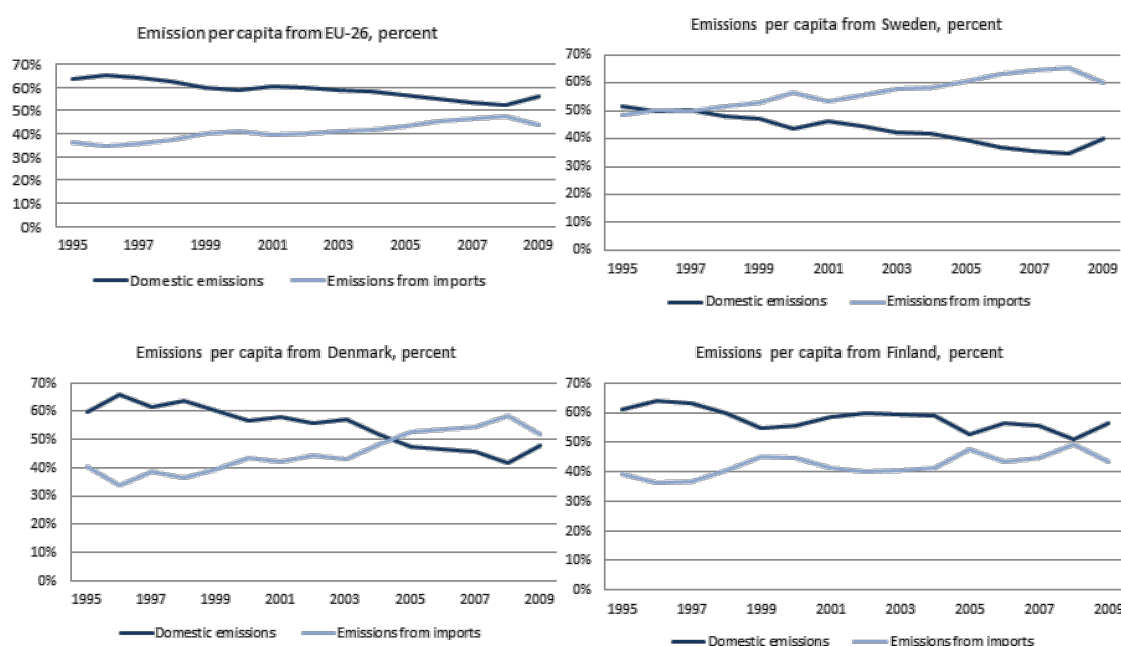 Emission per capita from EU-26, percent
70%
60%
50%
40%
30%
20%
10%
0%
1995 1997 1999 2001 2003 2005 2007 2009
Domestic emissions Emissions from imports
Emissions per capita from Sweden, percent
70%
60%
50%
40%
30%
20%
10%
0%
1995 1997 1999 2001 2003 2005 2007 2009
Domestic emissions Emissions from imports
Emissions per capita from Denmark, percent
70%
60%
50%
40%
30%
20%
10%
0%
1995 1997 1999 2001 2003 2005 2007 2009
Domestic emissions Emissions from imports
Emissions per capita from Finland, percent
70%
60%
50%
40%
30%
20%
10%
0%
1995 1997 1999 2001 2003 2005 2007 2009
Domestic emissions Emissions from imports